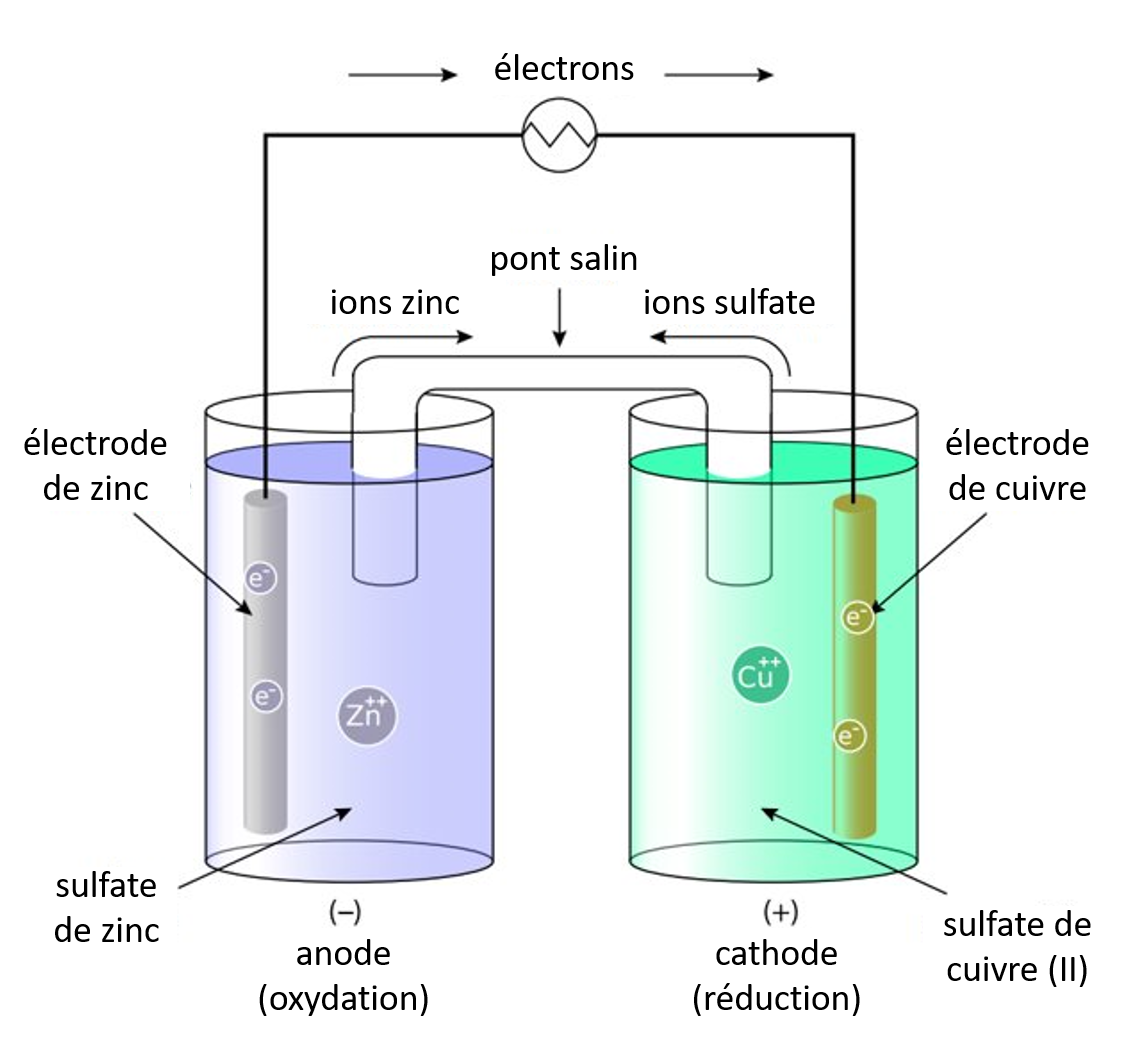 électrons
pont salin
ions zinc
ions sulfate
électrode
de zinc
électrode
de cuivre
e⁻
e⁻
Zn⁺⁺
Cu⁺⁺
e⁻
e⁻
sulfate
de zinc
(–)
anode
(oxydation)
(+)
cathode
(réduction)
sulfate de
cuivre (II)